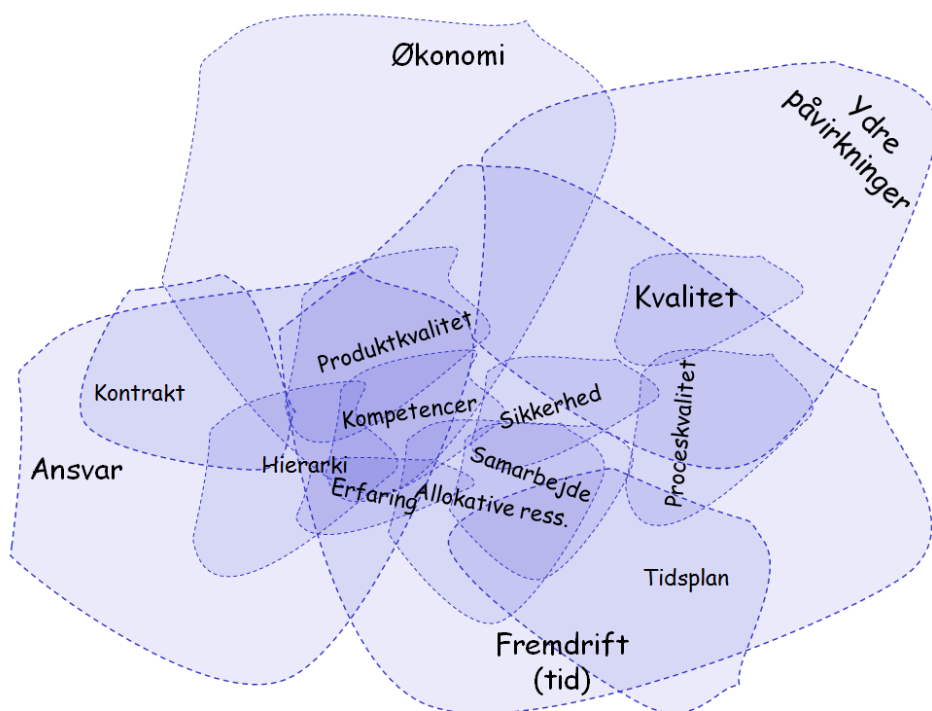 Økonomi
Ydre
påvirkninger
Kvalitet
Produktkvalitet
Kontrakt
Kompetencer
Sikkerhed
Proceskvalitet
Ansvar
Hierarki
Samarbejde
Erfaring
Allokative ress.
Tidsplan
Fremdrift
(tid)